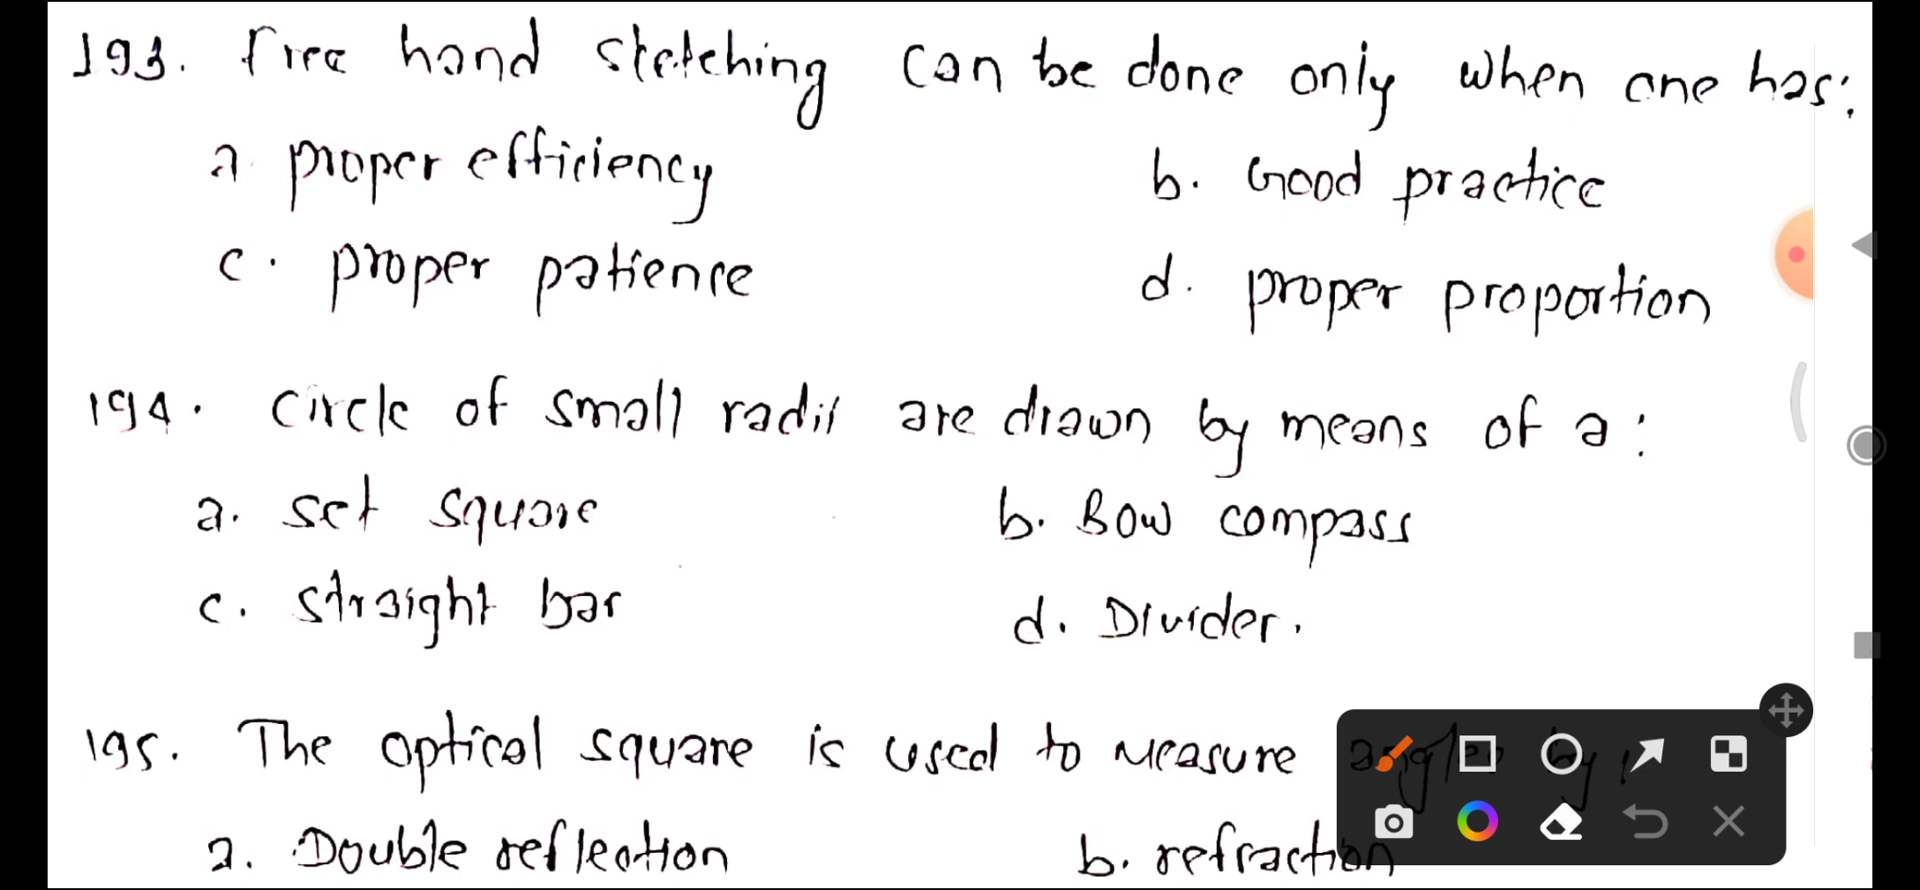 193. Free hand sketching can be done only when one has:
a. proper efficiency b. Good practice
c. proper patience d. proper proportion
194. Circle of small radii are drawn by means of a:
a. set square b. Bow compass
c. straight bar d. Divider.
195. The optical square is used to measure angles by:
a. Double reflection b. refraction